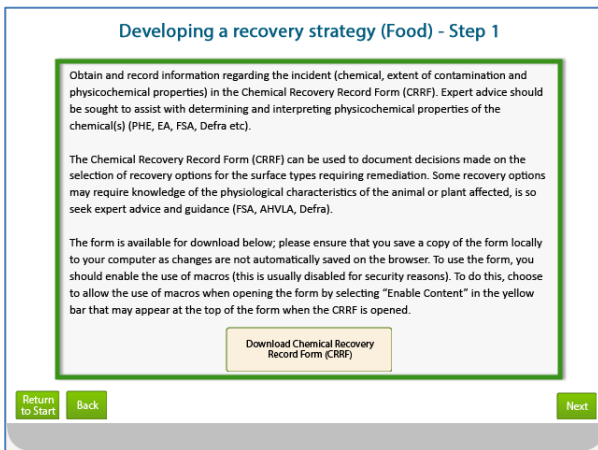 Developing a recovery strategy (Food) - Step 1
Obtain and record information regarding the incident (chemical, extent of contamination and
physicochemical properties) in the Chemical Recovery Record Form (CRRF). Expert advice should
be sought to assist with determining and interpreting physicochemical properties of the
chemical(s) (PHE, EA, FSA, Defra etc).
The Chemical Recovery Record Form (CRRF) can be used to document decisions made on the
selection of recovery options for the surface types requiring remediation. Some recovery options
may require knowledge of the physiological characteristics of the animal or plant affected, is so
seek expert advice and guidance (FSA, AHVLA, Defra).
The form is available for download below; please ensure that you save a copy of the form locally
to your computer as changes are not automatically saved on the browser. To use the form, you
should enable the use of macros (this is usually disabled for security reasons). To do this, choose
to allow the use of macros when opening the form by selecting “Enable Content” in the yellow
bar that may appear at the top of the form when the CRRF is opened.
Download Chemical Recovery
Record Form (CRRF)
Return
to Start
Back
Next